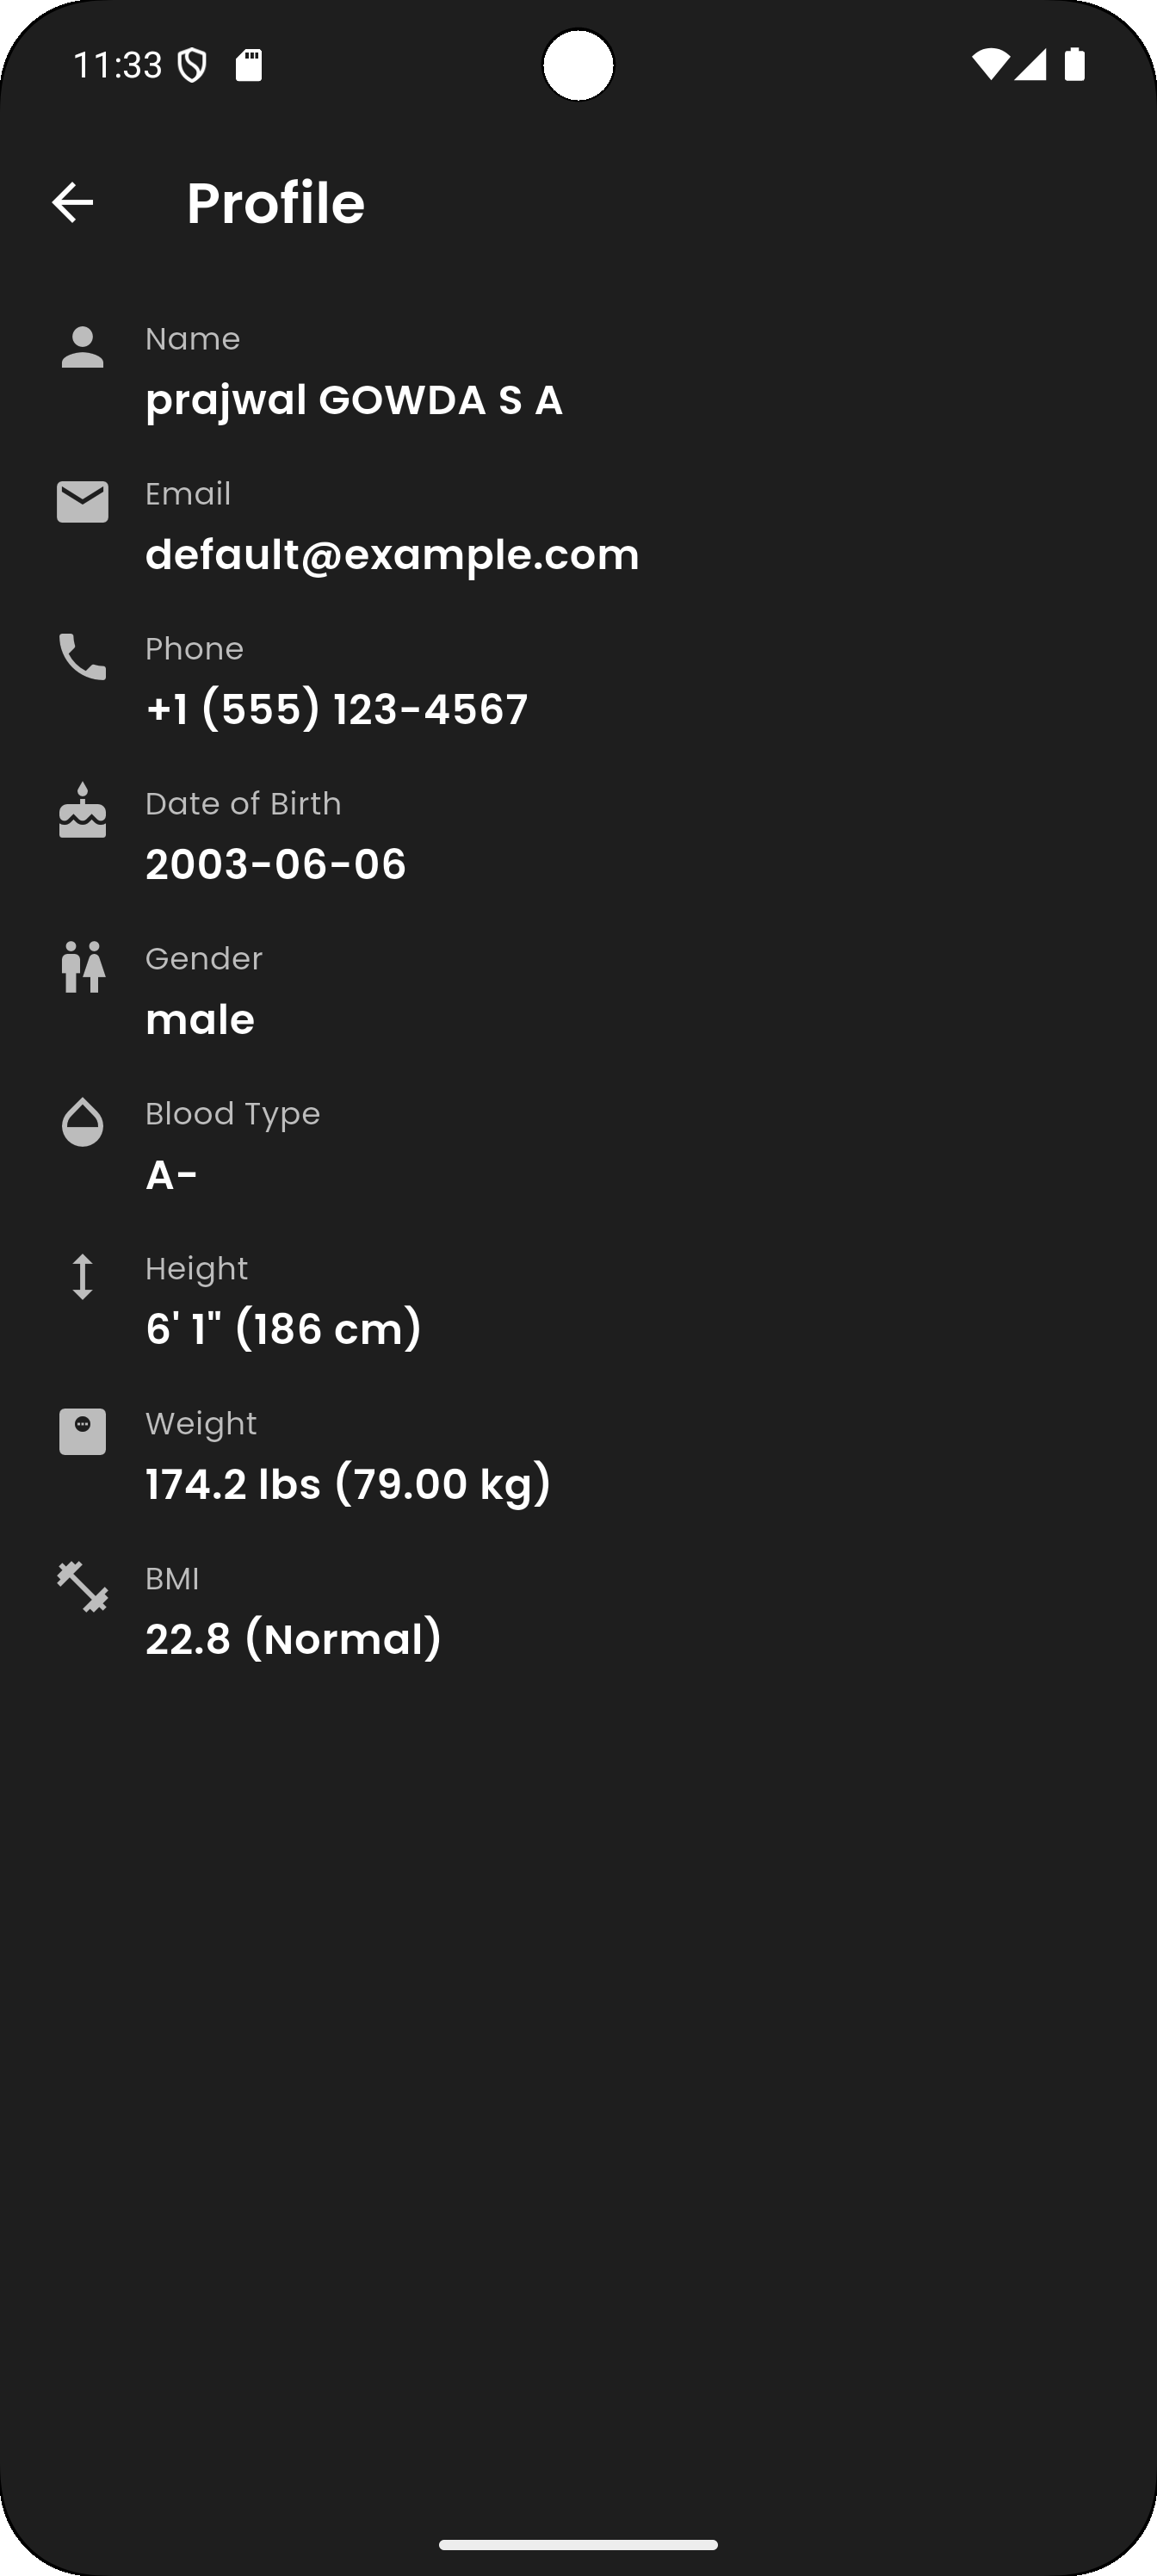 11:33
Profile
Name
prajwal GOWDA S A
Email
default@example.com
Phone
+1 (555) 123-4567
Date of Birth
2003-06-06
Gender
male
Blood Type
A-
Height
6' 1" (186 cm)
Weight
174.2 lbs (79.00 kg)
BMI
22.8 (Normal)